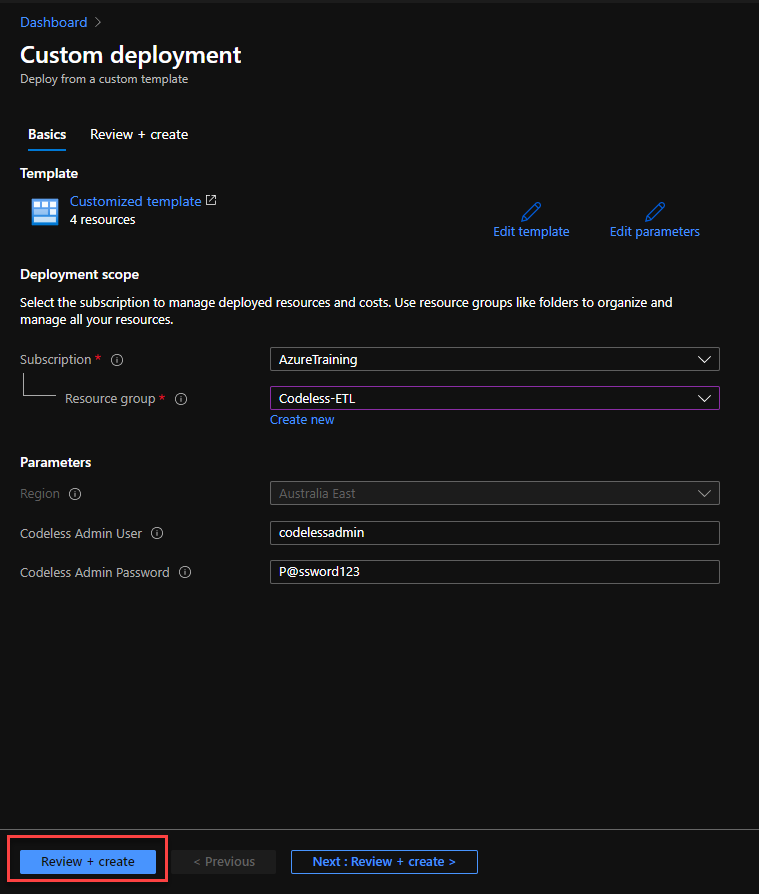 Dashboard >
Custom deployment
Deploy from a custom template
Basics Review + create
Template
Customized template
4 resources
Edit template Edit parameters
Deployment scope
Select the subscription to manage deployed resources and costs. Use resource groups like folders to organize and
manage all your resources.
Subscription * AzureTraining
Resource group * Codeless-ETL
Create new
Parameters
Region Australia East
Codeless Admin User codelessadmin
Codeless Admin Password P@ssword123
Review + create < Previous Next : Review + create >